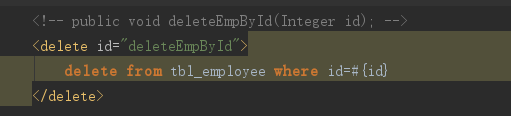 <!-- public void deleteEmpById(Integer id); -->
<delete id="deleteEmpById">
delete from tbl_employee where id=#{id}
</delete>